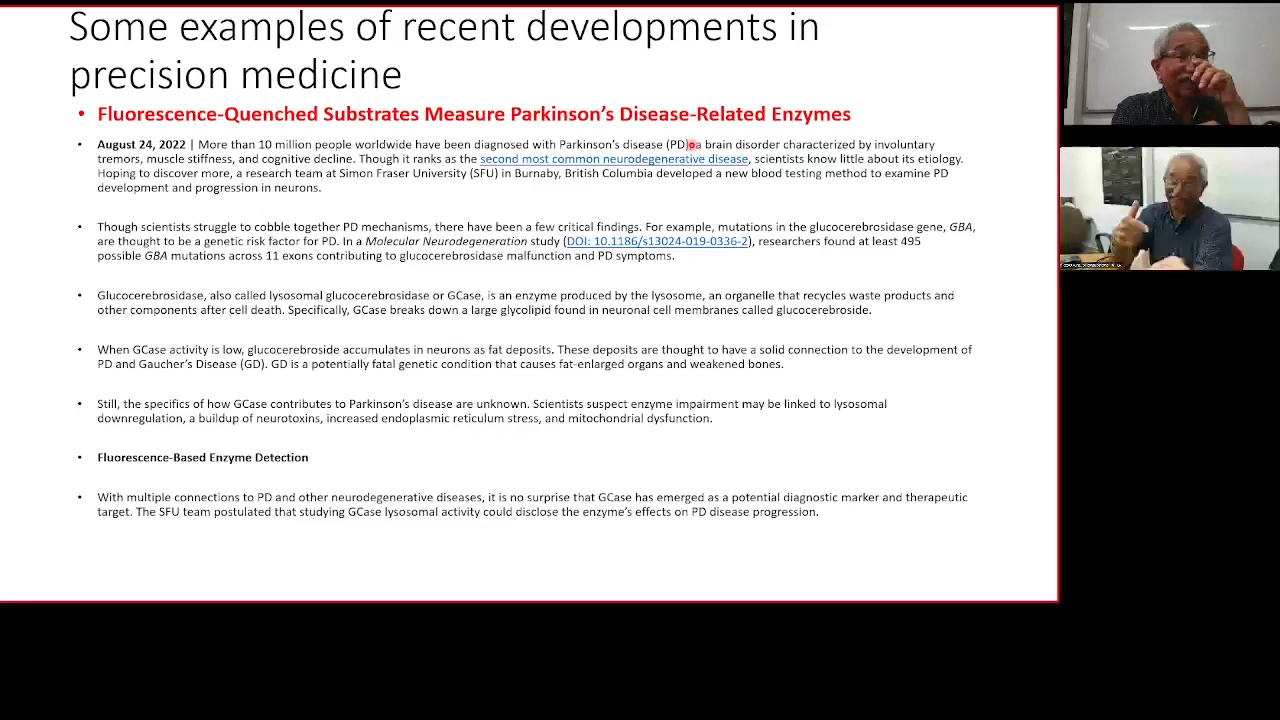 Some examples of recent developments in
precision medicine
• Fluorescence-Quenched Substrates Measure Parkinson's Disease-Related Enzymes
• August 24, 2022 | More than 10 million people worldwide have been diagnosed with Parkinson's disease (PD) a brain disorder characterized by involuntary
tremors, muscle stiffness, and cognitive decline. Though it ranks as the second most common neurodegenerative disease, scientists know little about its etiology.
Hoping to discover more, a research team at Simon Fraser University (SFU) in Burnaby, British Columbia developed a new blood testing method to examine PD
development and progression in neurons.
• Though scientists struggle to cobble together PD mechanisms, there have been a few critical findings. For example, mutations in the glucocerebrosidase gene, GBA,
are thought to be a genetic risk factor for PD. In a Molecular Neurodegeneration study (DOI: 10.1186/s13024-019-0336-2), researchers found at least 495
possible GBA mutations across 11 exons contributing to glucocerebrosidase malfunction and PD symptoms.
• Glucocerebrosidase, also called lysosomal glucocerebrosidase or GCase, is an enzyme produced by the lysosome, an organelle that recycles waste products and
other components after cell death. Specifically, GCase breaks down a large glycolipid found in neuronal cell membranes called glucocerebroside.
• When GCase activity is low, glucocerebroside accumulates in neurons as fat deposits. These deposits are thought to have a solid connection to the development of
PD and Gaucher's Disease (GD). GD is a potentially fatal genetic condition that causes fat-enlarged organs and weakened bones.
• Still, the specifics of how GCase contributes to Parkinson's disease are unknown. Scientists suspect enzyme impairment may be linked to lysosomal
downregulation, a buildup of neurotoxins, increased endoplasmic reticulum stress, and mitochondrial dysfunction.
• Fluorescence-Based Enzyme Detection
• With multiple connections to PD and other neurodegenerative diseases, it is no surprise that GCase has emerged as a potential diagnostic marker and therapeutic
target. The SFU team postulated that studying GCase lysosomal activity could disclose the enzyme's effects on PD disease progression.